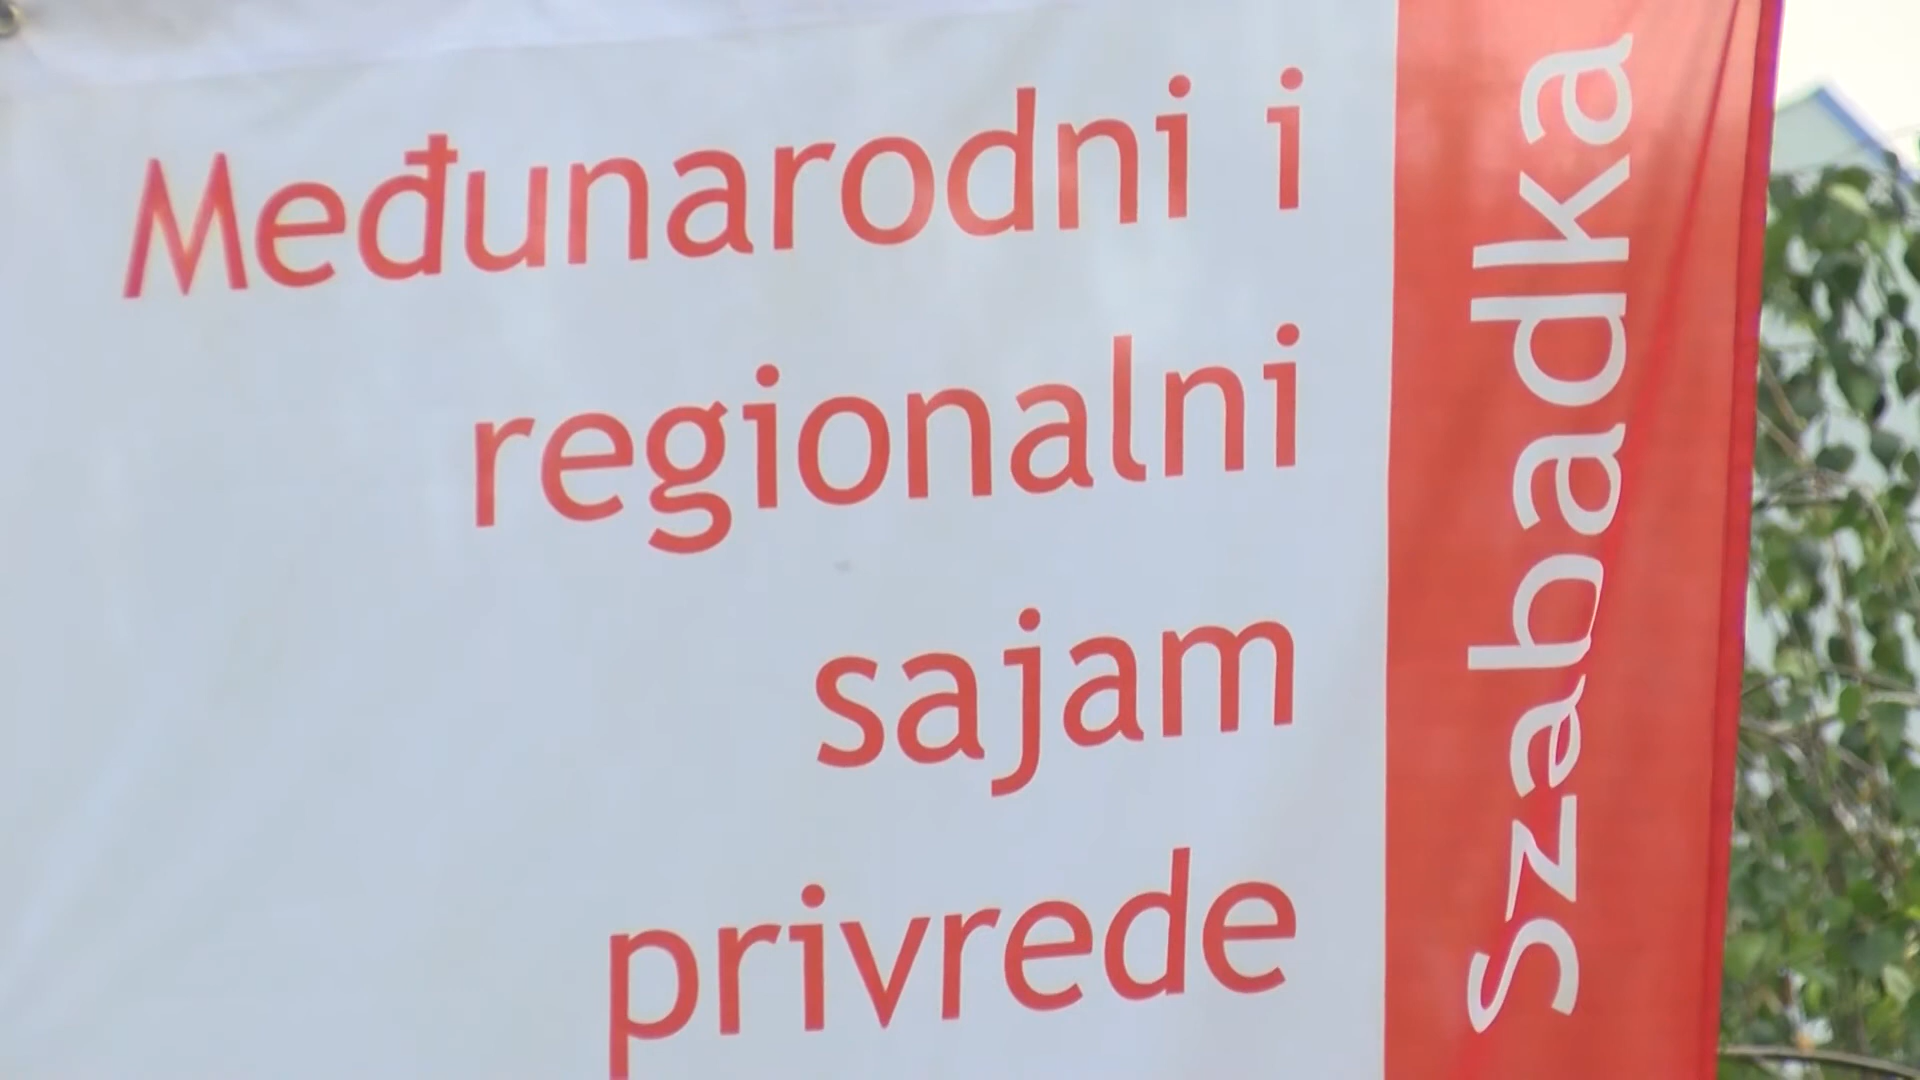 Međunarodni i
regionalni
sajam
privrede
Szabadka